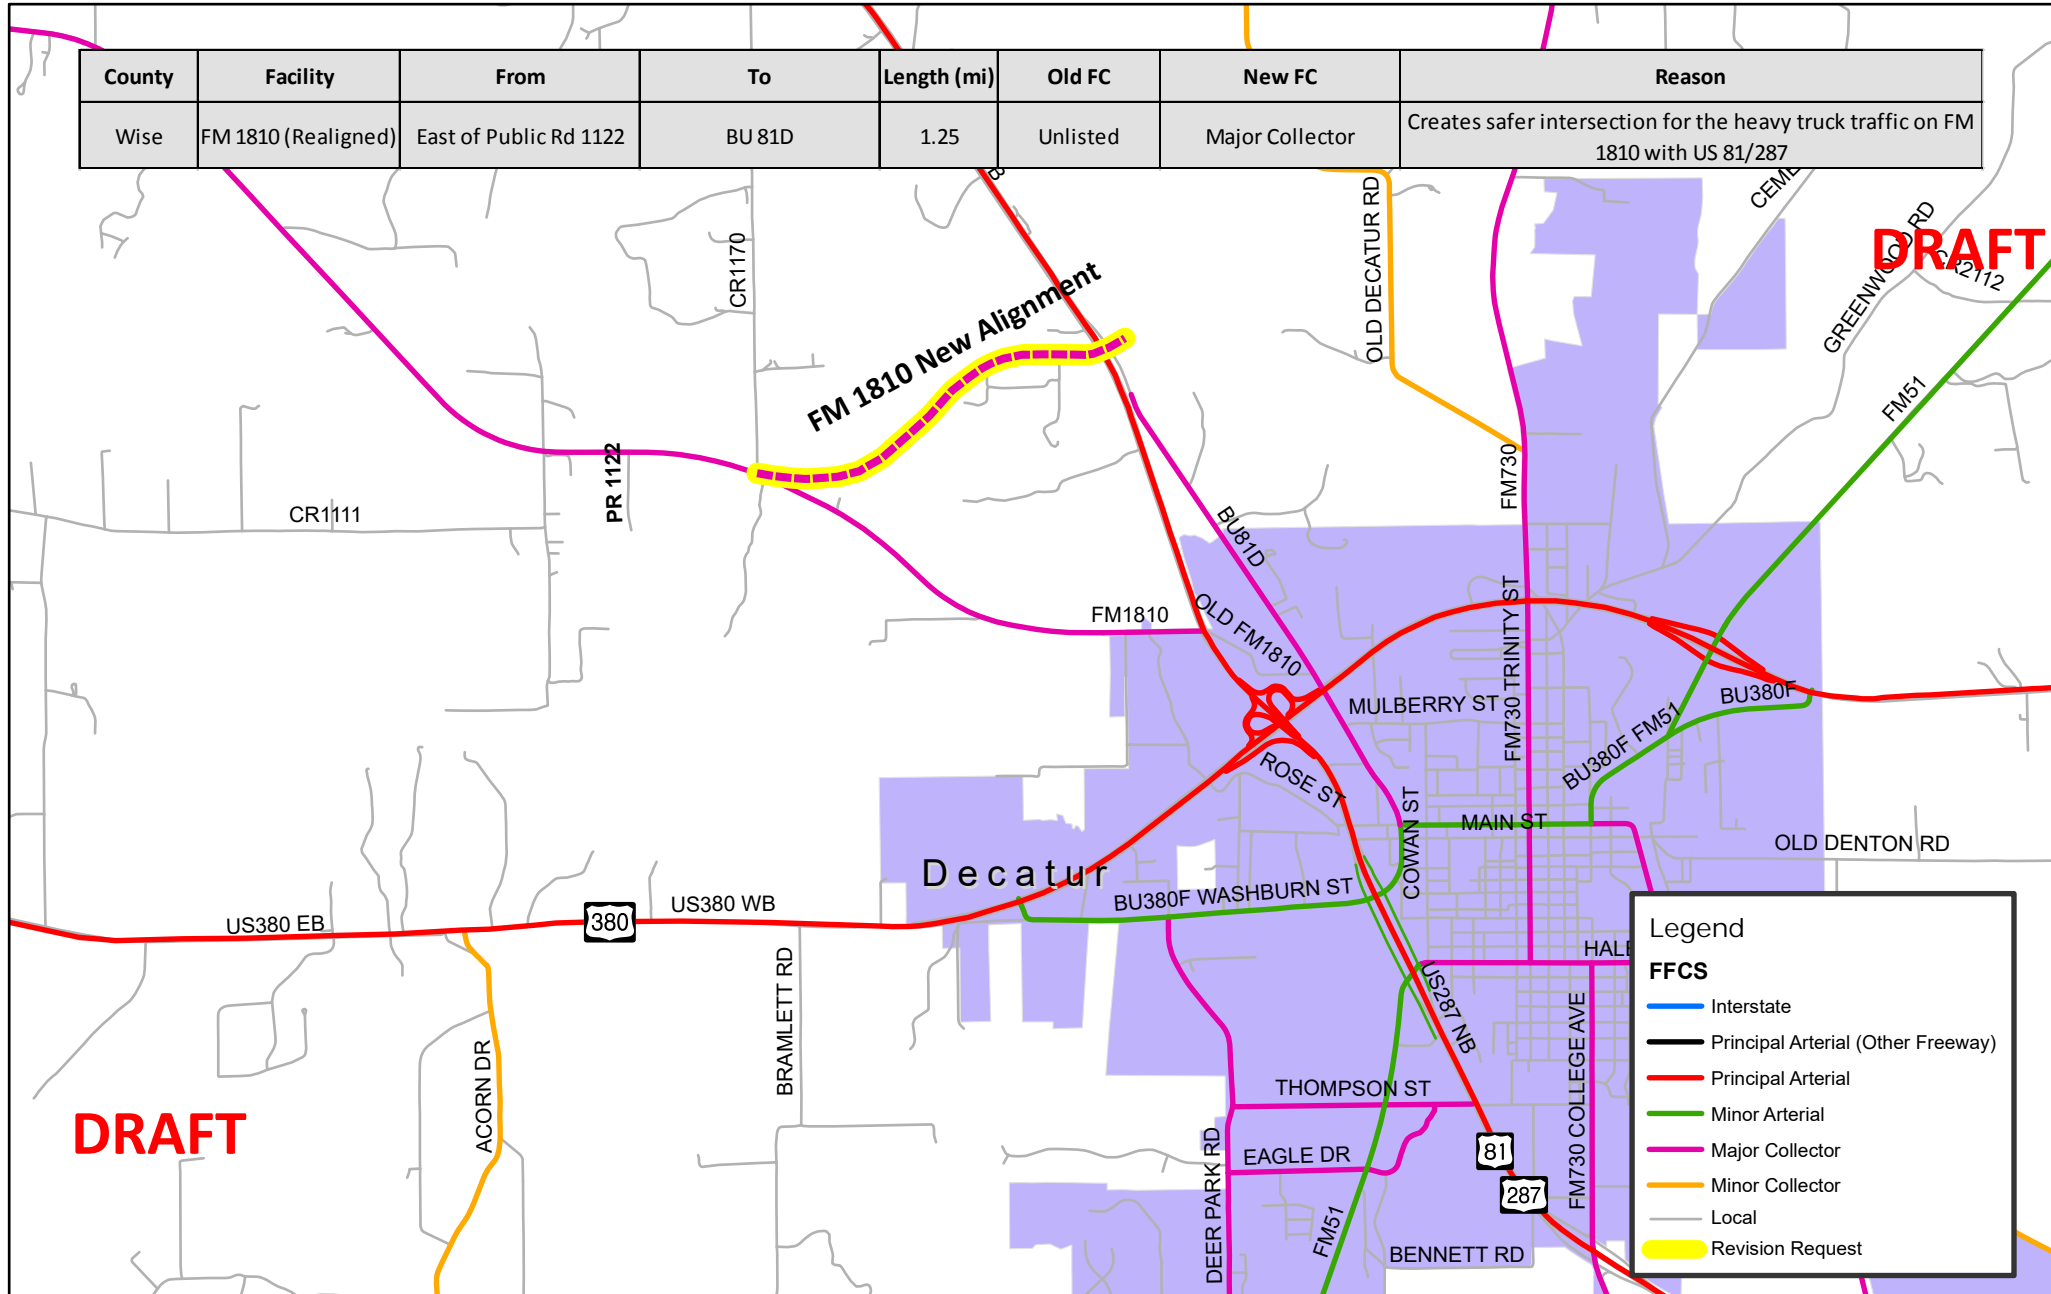 County Facility From To Length (mi) Old FC New FC Reason
Wise FM 1810 (Realigned) East of Public Rd 1122 BU 81D 1.25 Unlisted Major Collector Creates safer intersection for the heavy truck traffic on FM
1810 with US 81/287
B
CEME
OLD DECATUR RD
GREENWOOD RD
DRAFT
CR2112
CR1170
FM 1810 New Alignment
FM51
PR 1122
FM730
CR1111
BU81D
FM1810
OLD FM1810
FM730 TRINITY ST
MULBERRY ST
BU380F
BU380F FM51
ROSE ST
COWAN ST
MAIN ST
OLD DENTON RD
Decatur
BU380F WASHBURN ST
US380 EB
380
US380 WB
BRAMLETT RD
HALE
US287 NB
ACORN DR
THOMPSON ST
FM730 COLLEGE AVE
DRAFT
EAGLE DR
DEER PARK RD
81
287
FM51
BENNETT RD
Legend
FFCS
Interstate
Principal Arterial (Other Freeway)
Principal Arterial
Minor Arterial
Major Collector
Minor Collector
Local
Revision Request